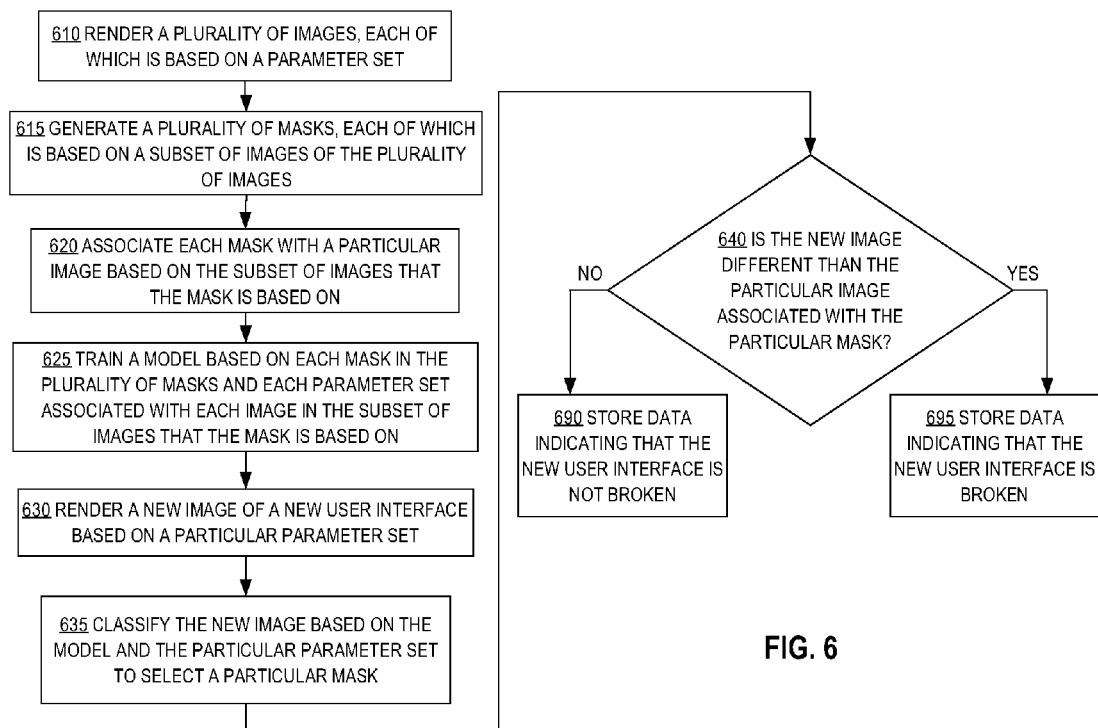 610 RENDER A PLURALITY OF IMAGES, EACH OF
WHICH IS BASED ON A PARAMETER SET
615 GENERATE A PLURALITY OF MASKS, EACH OF WHICH
IS BASED ON A SUBSET OF IMAGES OF THE PLURALITY
OF IMAGES
620 ASSOCIATE EACH MASK WITH A PARTICULAR
IMAGE BASED ON THE SUBSET OF IMAGES THAT
THE MASK IS BASED ON
625 TRAIN A MODEL BASED ON EACH MASK IN THE
PLURALITY OF MASKS AND EACH PARAMETER SET
ASSOCIATED WITH EACH IMAGE IN THE SUBSET OF
IMAGES THAT THE MASK IS BASED ON
630 RENDER A NEW IMAGE OF A NEW USER INTERFACE
BASED ON A PARTICULAR PARAMETER SET
635 CLASSIFY THE NEW IMAGE BASED ON THE
MODEL AND THE PARTICULAR PARAMETER SET
TO SELECT A PARTICULAR MASK
640 IS THE NEW IMAGE
DIFFERENT THAN THE
PARTICULAR IMAGE
ASSOCIATED WITH THE
PARTICULAR MASK?
NO
YES
690 STORE DATA
INDICATING THAT THE
NEW USER INTERFACE IS
NOT BROKEN
695 STORE DATA
INDICATING THAT THE
NEW USER INTERFACE IS
BROKEN
FIG. 6